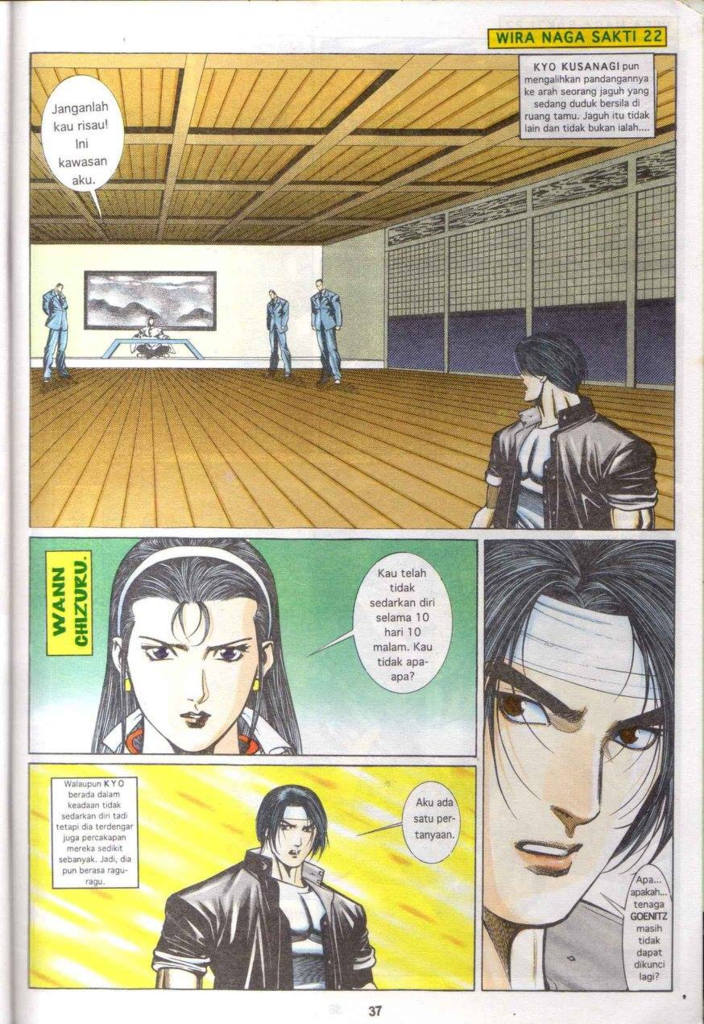 WIRA NAGA SAKTI 22
KYO KUSANAGI pun
mengalihkan pandangannya
ke arah seorang jaguh yang
sedang duduk bersila di
ruang tamu. Jaguh itu tidak
lain dan tidak bukan ialah....
Janganlah
kau risau!
Ini
kawasan
aku.
WANN
CHIZURU.
Kau telah
tidak
sedarkan diri
selama 10
hari 10
malam. Kau
tidak apa-
apa?
Apa...
apakah...
tenaga
GOENITZ
masih
tidak
dapat
dikunci
lagi?
Walaupun KYO
berada dalam
keadaan tidak
sedarkan diri tadi
tetapi dia terdengar
juga percakapan
mereka sedikit
sebanyak. Jadi, dia
pun berasa ragu-
ragu.
Aku ada
satu per-
tanyaan.
37